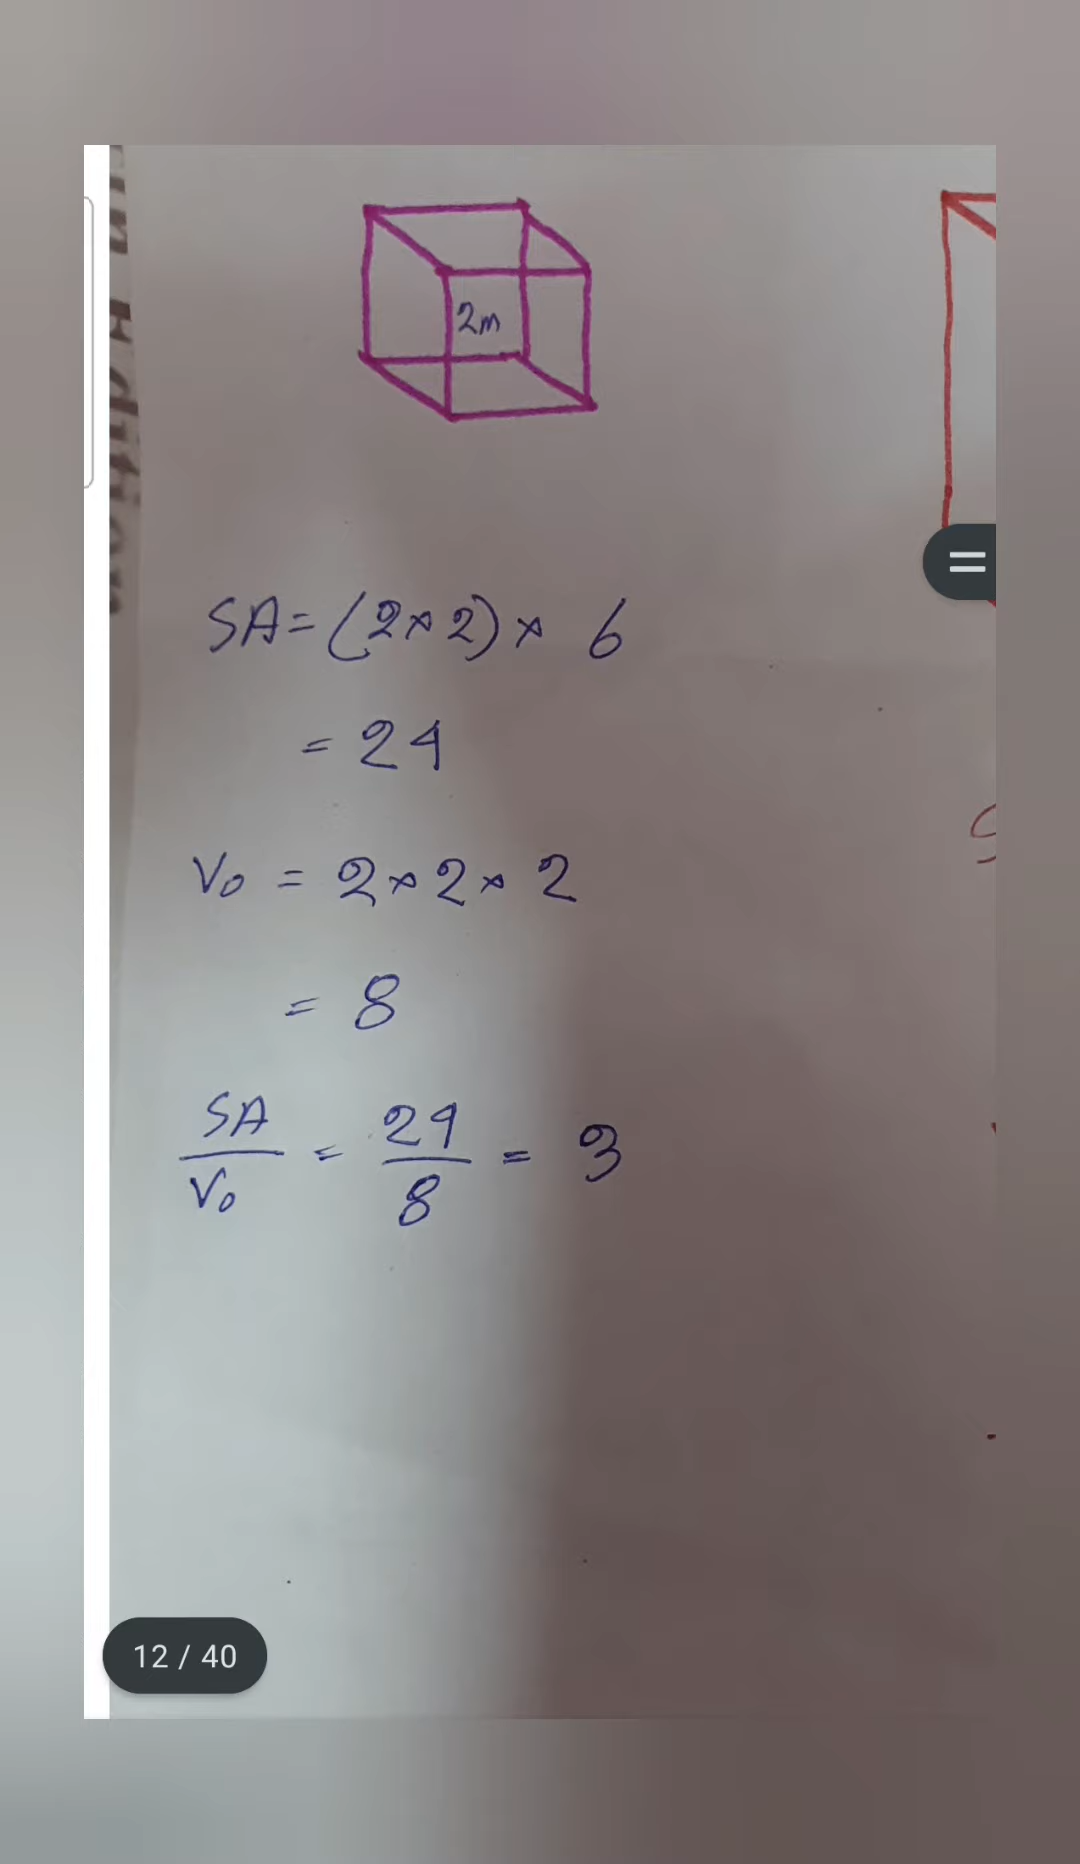 2m
SA = (2 × 2) × 6
= 24
Vo = 2 × 2 × 2
= 8
SA/Vo = 24/8 = 3
12 / 40